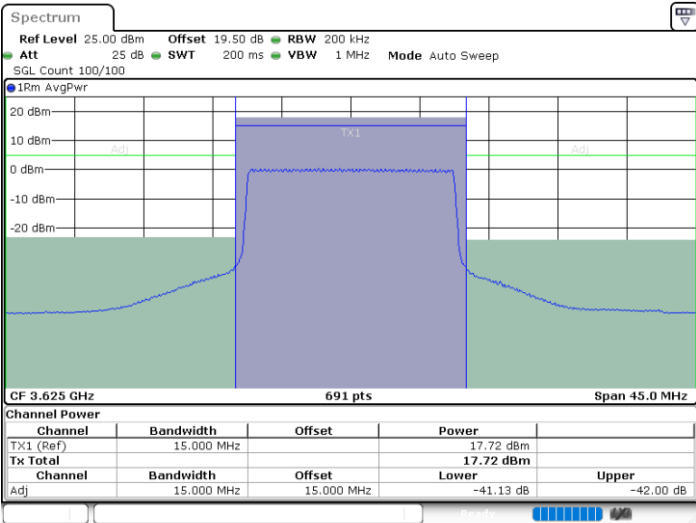 Spectrum
Ref Level 25.00 dBm Offset 19.50 dB RBW 200 kHz
Att 25 dB SWT 200 ms VBW 1 MHz Mode Auto Sweep
SGL Count 100/100
1Rm AvgPwr
20 dBm
TX1
10 dBm
Adj Adj
0 dBm
-10 dBm
-20 dBm
CF 3.625 GHz 691 pts Span 45.0 MHz
Channel Power
Channel Bandwidth Offset Power
TX1 (Ref) 15.000 MHz 17.72 dBm
Tx Total 17.72 dBm
Channel Bandwidth Offset Lower Upper
Adj 15.000 MHz 15.000 MHz -41.13 dB -42.00 dB
Ready